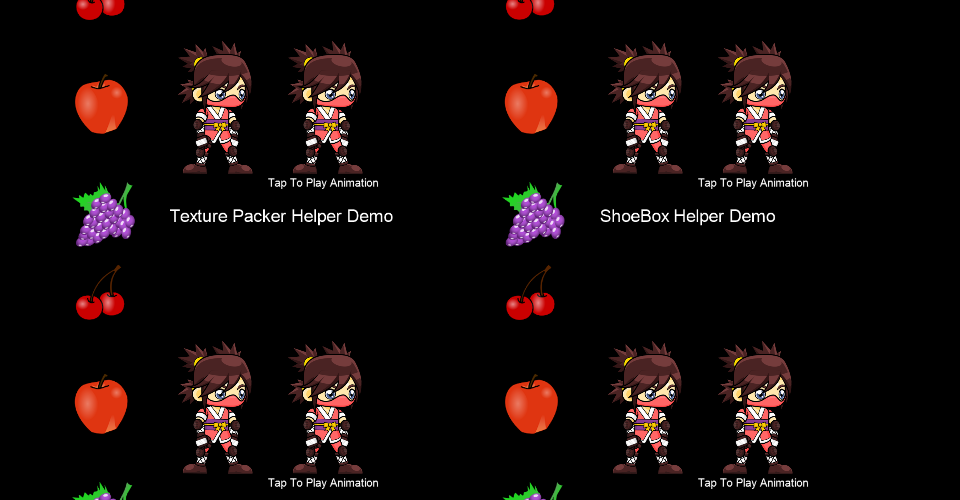 Tap To Play Animation
Tap To Play Animation
Texture Packer Helper Demo
ShoeBox Helper Demo
Tap To Play Animation
Tap To Play Animation